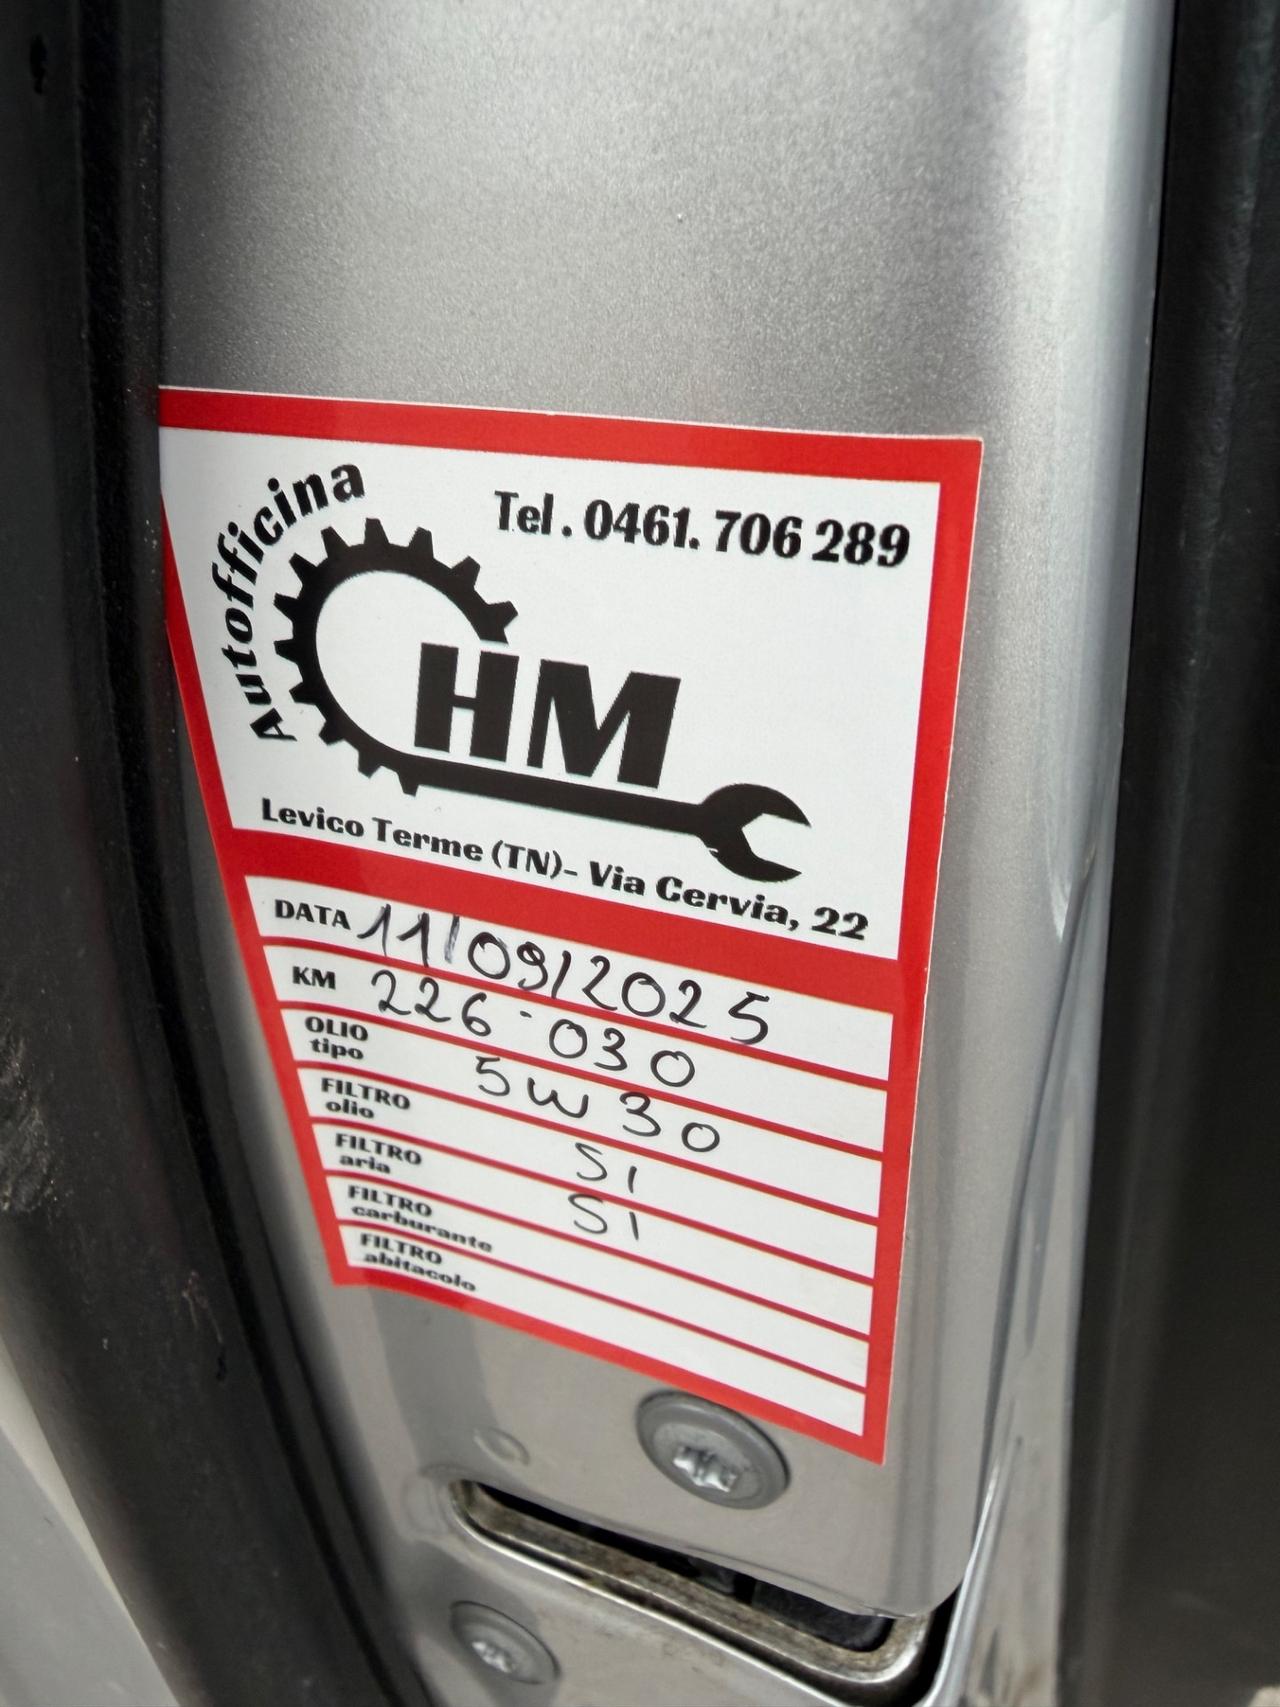 Autofficina
Tel. 0461. 706 289
HM
Levico Terme (TN)- Via Cervia, 22
DATA 11/09/2025
KM 226.030
OLIO tipo 5W30
FILTRO olio SI
FILTRO aria SI
FILTRO carburante
FILTRO abitacolo